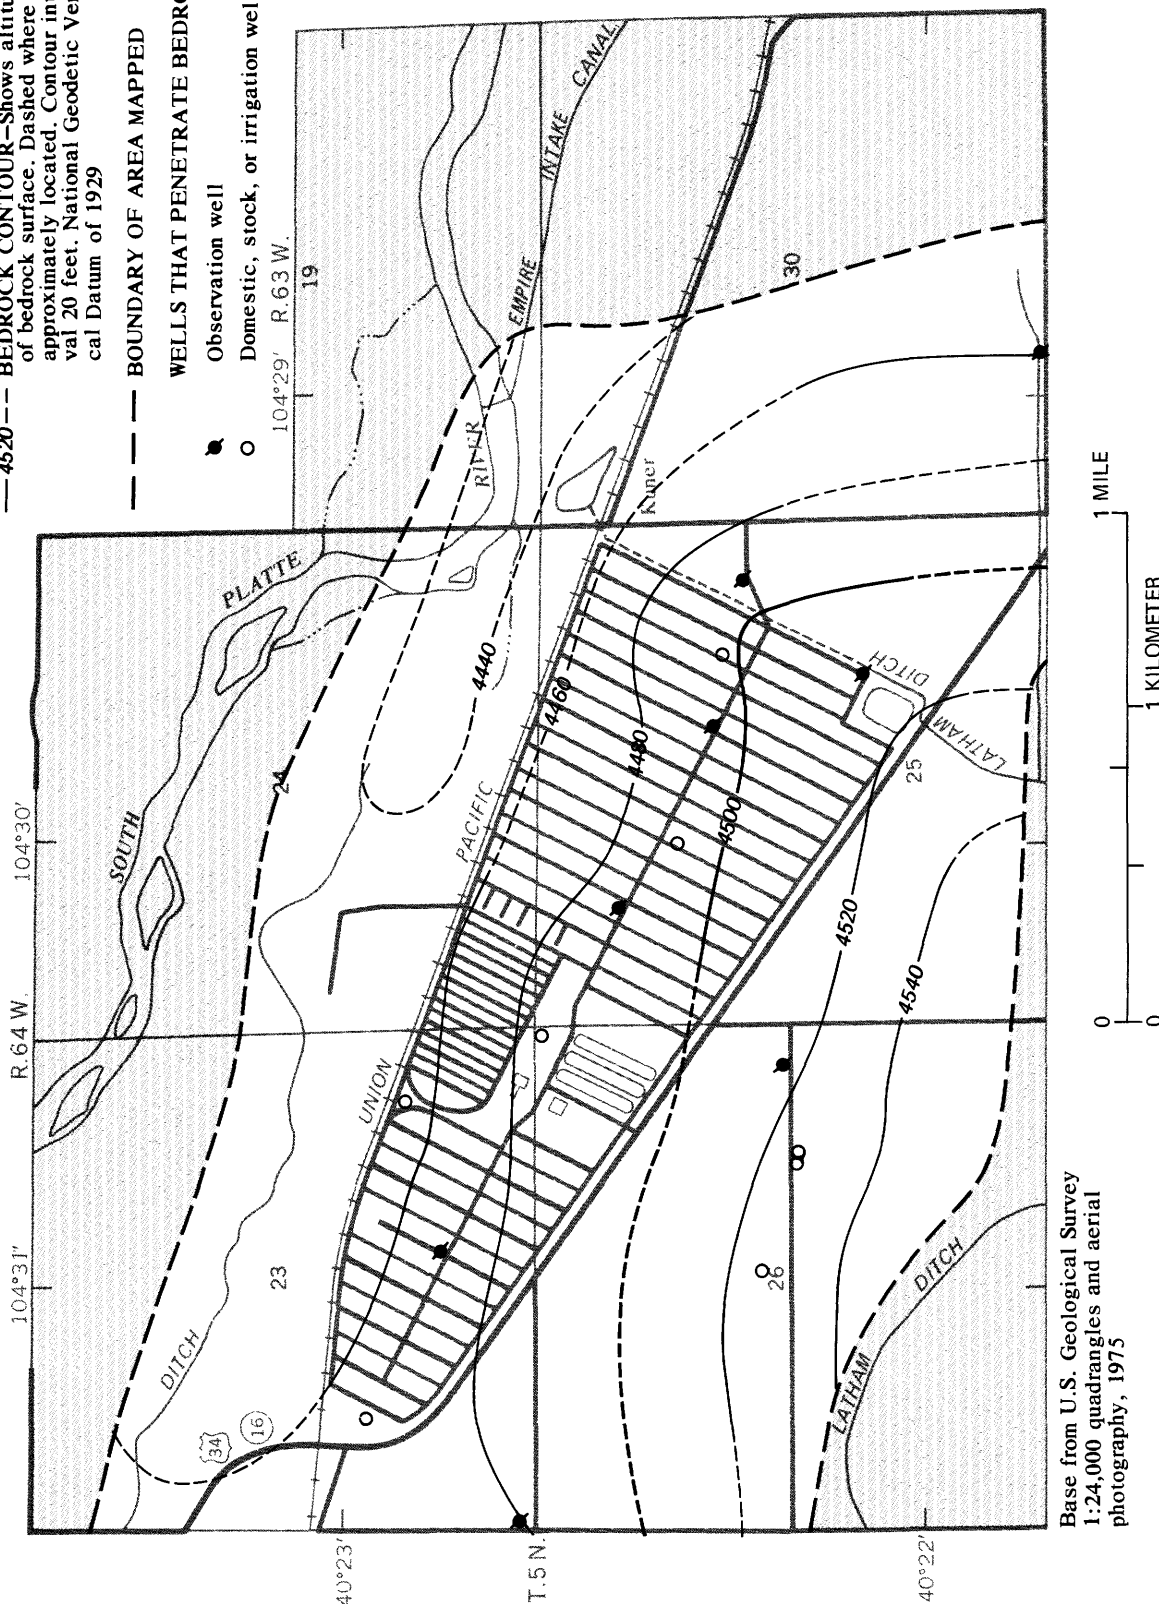 —4520-- BEDROCK CONTOUR—Shows altitu
of bedrock surface. Dashed where
approximately located. Contour int
val 20 feet. National Geodetic Ver
cal Datum of 1929
BOUNDARY OF AREA MAPPED
WELLS THAT PENETRATE BEDRO
Observation well
Domestic, stock, or irrigation wel
104°31"
R.64 W.
104°30'
104°29'
R.63 W.
40°23'
T.5 N.
40°22'
SOUTH
PLATTE
RIVER
EMPIRE
INTAKE
CANAL
19
24
23
30
25
26
DITCH
34
16
UNION
PACIFIC
Kuner
4440
4460
4480
4500
4520
4540
LATHAM
DITCH
LATHAM
DITCH
0
1 MILE
0
1 KILOMETER
Base from U.S. Geological Survey
1:24,000 quadrangles and aerial
photography, 1975